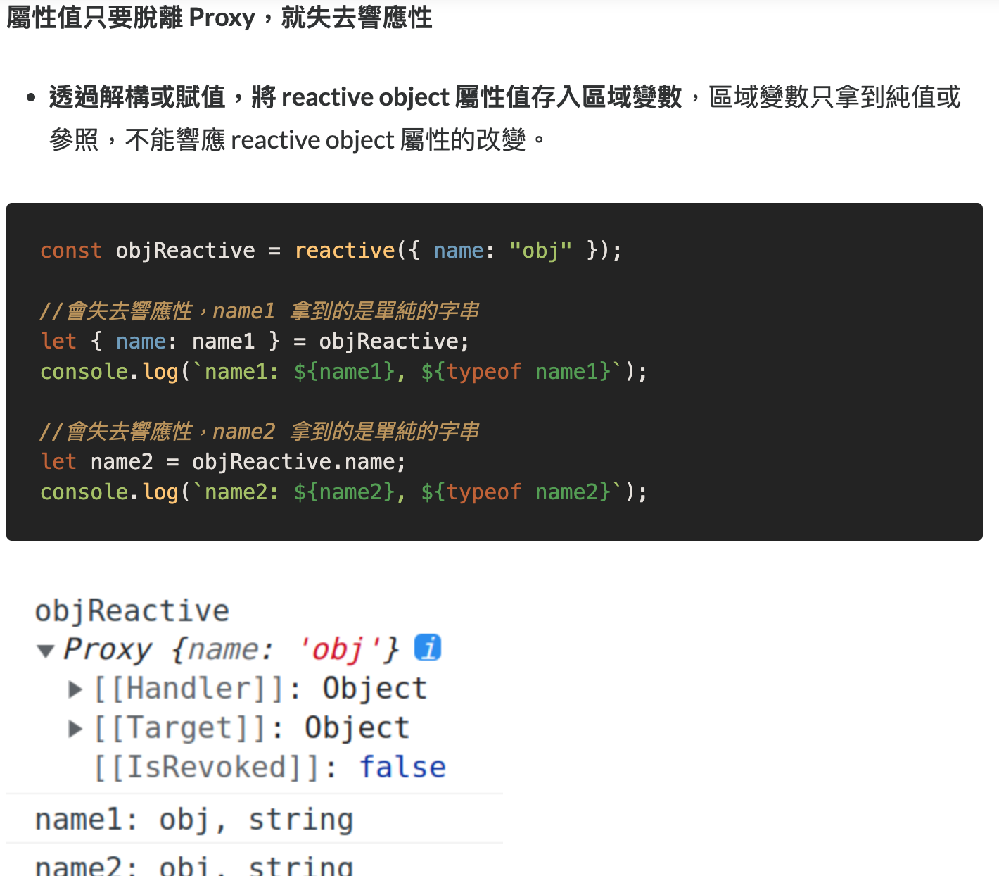 屬性值只要脫離 Proxy，就失去響應性
透過解構或賦值，將 reactive object 屬性值存入區域變數，區域變數只拿到純值或
參照，不能響應 reactive object 屬性的改變。
const objReactive = reactive({ name: "obj" });
//會失去響應性，name1 拿到的是單純的字串
let { name: name1 } = objReactive;
console.log(`name1: ${name1}, ${typeof name1}`);
//會失去響應性，name2 拿到的是單純的字串
let name2 = objReactive.name;
console.log(`name2: ${name2}, ${typeof name2}`);
objReactive
Proxy {name: 'obj'} i
[[Handler]]: Object
[[Target]]: Object
[[IsRevoked]]: false
name1: obj, string
name2: obj, string